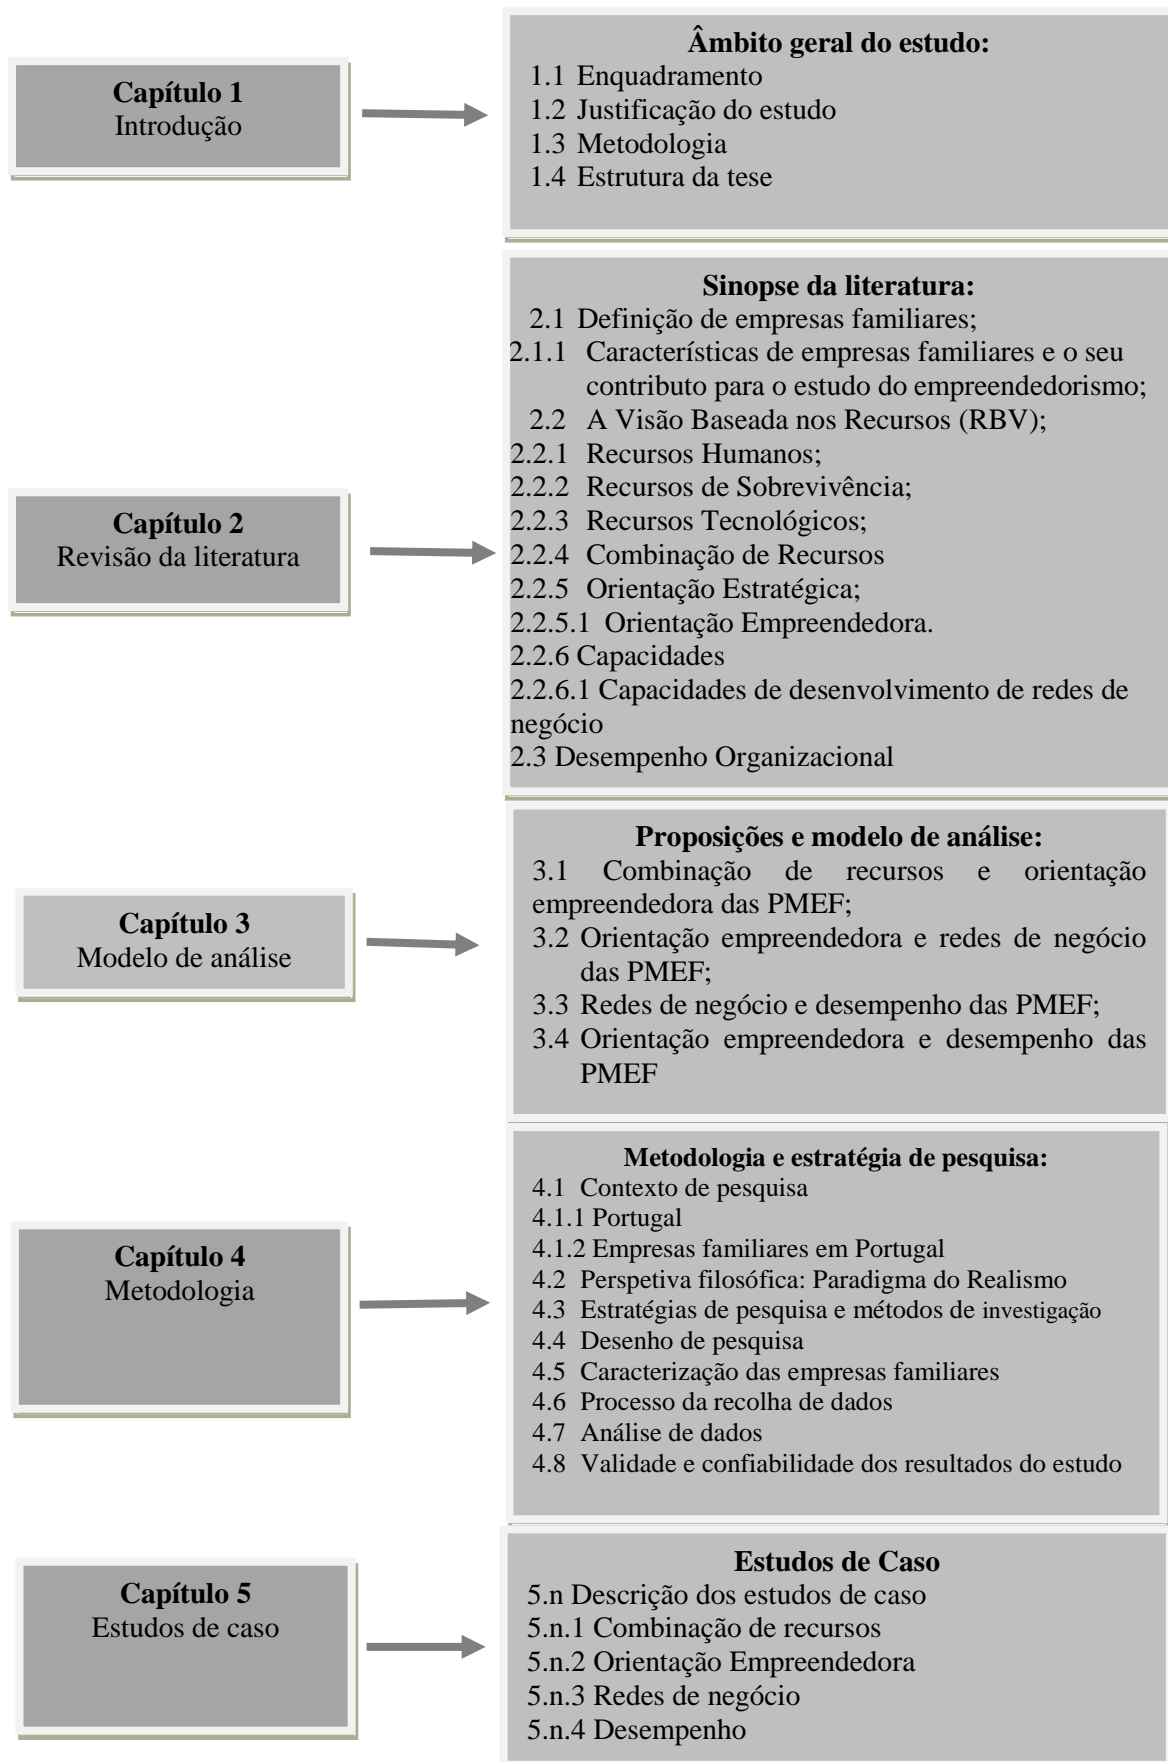 Capítulo 1
Introdução
Âmbito geral do estudo:
1.1 Enquadramento
1.2 Justificação do estudo
1.3 Metodologia
1.4 Estrutura da tese
Capítulo 2
Revisão da literatura
Sinopse da literatura:
2.1 Definição de empresas familiares;
2.1.1 Características de empresas familiares e o seu
contributo para o estudo do empreendedorismo;
2.2 A Visão Baseada nos Recursos (RBV);
2.2.1 Recursos Humanos;
2.2.2 Recursos de Sobrevivência;
2.2.3 Recursos Tecnológicos;
2.2.4 Combinação de Recursos
2.2.5 Orientação Estratégica;
2.2.5.1 Orientação Empreendedora.
2.2.6 Capacidades
2.2.6.1 Capacidades de desenvolvimento de redes de
negócio
2.3 Desempenho Organizacional
Capítulo 3
Modelo de análise
Proposições e modelo de análise:
3.1 Combinação de recursos e orientação
empreendedora das PMEF;
3.2 Orientação empreendedora e redes de negócio
das PMEF;
3.3 Redes de negócio e desempenho das PMEF;
3.4 Orientação empreendedora e desempenho das
PMEF
Capítulo 4
Metodologia
Metodologia e estratégia de pesquisa:
4.1 Contexto de pesquisa
4.1.1 Portugal
4.1.2 Empresas familiares em Portugal
4.2 Perspetiva filosófica: Paradigma do Realismo
4.3 Estratégias de pesquisa e métodos de investigação
4.4 Desenho de pesquisa
4.5 Caracterização das empresas familiares
4.6 Processo da recolha de dados
4.7 Análise de dados
4.8 Validade e confiabilidade dos resultados do estudo
Capítulo 5
Estudos de caso
Estudos de Caso
5.n Descrição dos estudos de caso
5.n.1 Combinação de recursos
5.n.2 Orientação Empreendedora
5.n.3 Redes de negócio
5.n.4 Desempenho